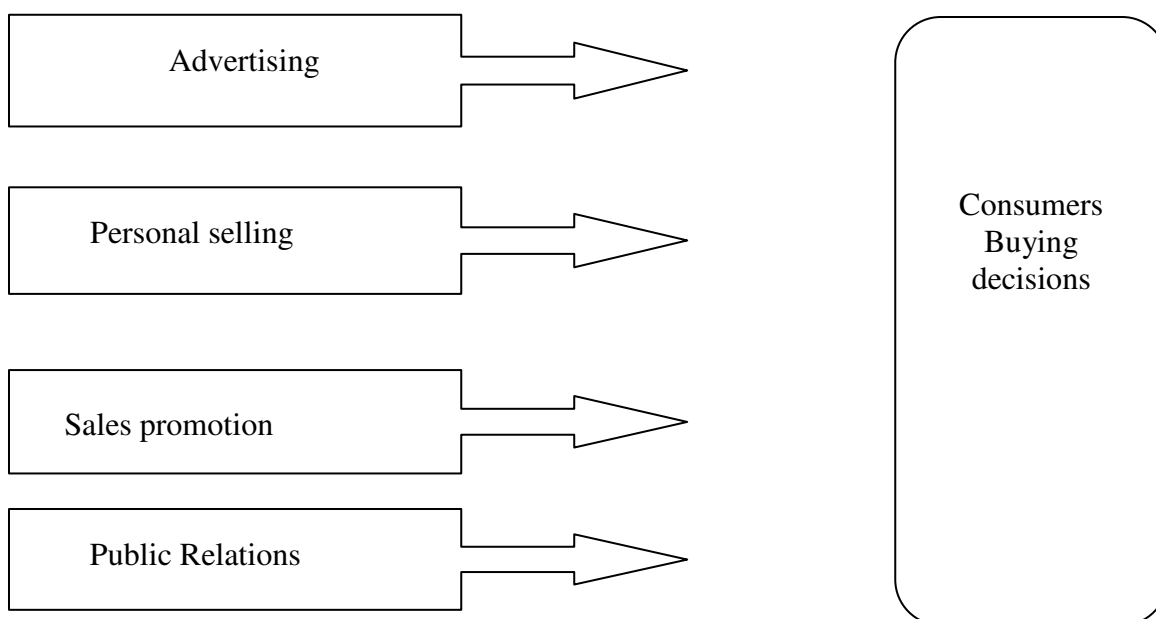 Advertising
Personal selling
Consumers
Buying
decisions
Sales promotion
Public Relations